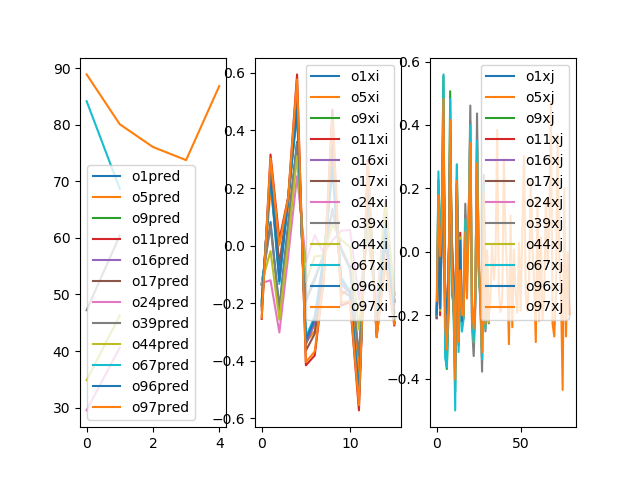 90
80
70
60
50
40
30
0
2
4
o1pred
o5pred
o9pred
o11pred
o16pred
o17pred
o24pred
o39pred
o44pred
o67pred
o96pred
o97pred
0.6
0.4
0.2
0.0
−0.2
−0.4
−0.6
0
10
o1xi
o5xi
o9xi
o11xi
o16xi
o17xi
o24xi
o39xi
o44xi
o67xi
o96xi
o97xi
0.6
0.4
0.2
0.0
−0.2
−0.4
0
50
o1xj
o5xj
o9xj
o11xj
o16xj
o17xj
o24xj
o39xj
o44xj
o67xj
o96xj
o97xj